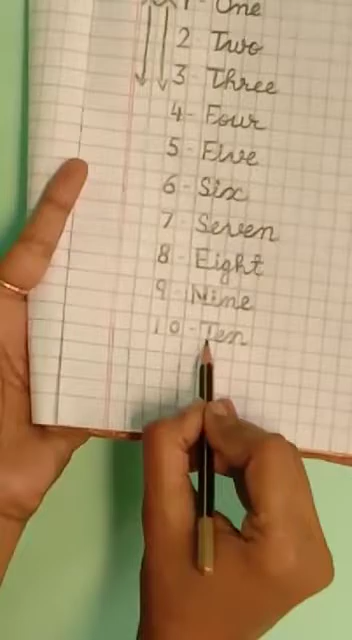 1 - One
2 Two
3 - Three
4 - Four
5 - Five
6 - Six
7 - Seven
8 - Eight
9 - Nine
10 - Ten